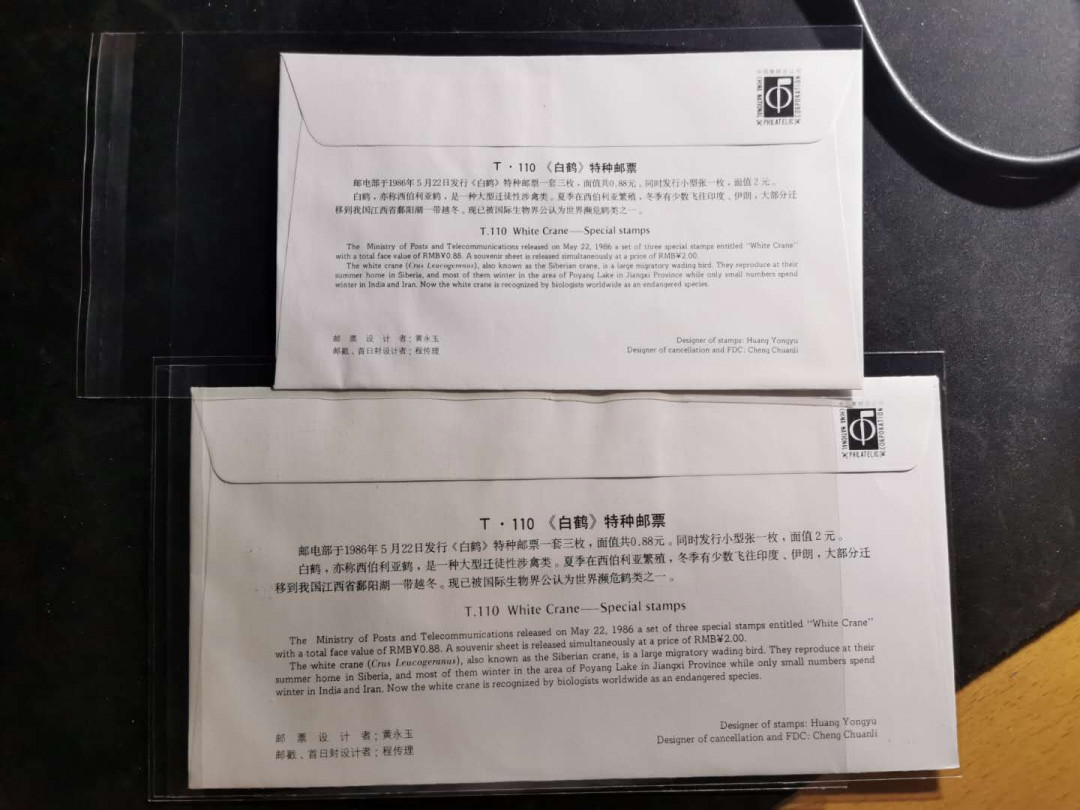 中国集邮总公司
CHINA NATIONAL PHILATELIC CORPORATION
T·110 《白鹤》特种邮票
邮电部于1986年5月22日发行《白鹤》特种邮票一套三枚，面值共0.88元。同时发行小型张一枚，面值2元。
白鹤，亦称西伯利亚鹤，是一种大型迁徒性涉禽类。夏季在西伯利亚繁殖，冬季有少数飞往印度、伊朗，大部分迁
移到我国江西省鄱阳湖一带越冬。现已被国际生物界公认为世界濒危鹤类之一。
T.110 White Crane—Special stamps
The Ministry of Posts and Telecommunications released on May 22, 1986 a set of three special stamps entitled "White Crane"
with a total face value of RMB¥0.88. A souvenir sheet is released simultaneously at a price of RMB¥2.00.
The white crane (Crus Leucogeranus), also known as the Siberian crane, is a large migratory wading bird. They reproduce at their
summer home in Siberia, and most of them winter in the area of Poyang Lake in Jiangxi Province while only small numbers spend
winter in India and Iran. Now the white crane is recognized by biologists worldwide as an endangered species.
邮票设计者：黄永玉
邮戳、首日封设计者：程传理
Designer of stamps: Huang Yongyu
Designer of cancellation and FDC: Cheng Chuanli
CHINA NATIONAL PHILATELIC CORPORATION
T·110 《白鹤》特种邮票
邮电部于1986年5月22日发行《白鹤》特种邮票一套三枚，面值共0.88元。同时发行小型张一枚，面值2元。
白鹤，亦称西伯利亚鹤，是一种大型迁徒性涉禽类。夏季在西伯利亚繁殖，冬季有少数飞往印度、伊朗，大部分迁
移到我国江西省鄱阳湖一带越冬。现已被国际生物界公认为世界濒危鹤类之一。
T.110 White Crane—Special stamps
The Ministry of Posts and Telecommunications released on May 22, 1986 a set of three special stamps entitled "White Crane"
with a total face value of RMB¥0.88. A souvenir sheet is released simultaneously at a price of RMB¥2.00.
The white crane (Crus Leucogeranus), also known as the Siberian crane, is a large migratory wading bird. They reproduce at their
summer home in Siberia, and most of them winter in the area of Poyang Lake in Jiangxi Province while only small numbers spend
winter in India and Iran. Now the white crane is recognized by biologists worldwide as an endangered species.
邮票设计者：黄永玉
邮戳、首日封设计者：程传理
Designer of stamps: Huang Yongyu
Designer of cancellation and FDC: Cheng Chuanli